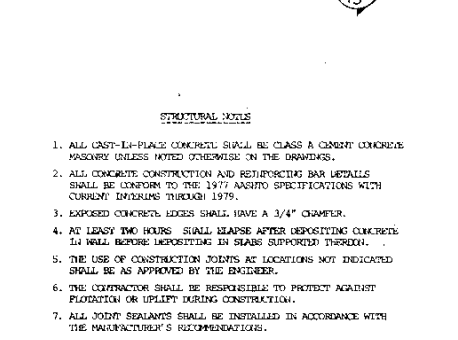 STRUCTURAL NOTES
1. ALL CAST-IN-PLACE CONCRETE SHALL BE CLASS A CEMENT CONCRETE
MASONRY UNLESS NOTED OTHERWISE ON THE DRAWINGS.
2. ALL CONCRETE CONSTRUCTION AND REINFORCING BAR DETAILS
SHALL BE CONFORM TO THE 1977 AASHTO SPECIFICATIONS WITH
CURRENT INTERIMS THROUGH 1979.
3. EXPOSED CONCRETE EDGES SHALL HAVE A 3/4" CHAMFER.
4. AT LEAST TWO HOURS SHALL ELAPSE AFTER DEPOSITING CONCRETE
IN WALL BEFORE DEPOSITING IN SLABS SUPPORTED THEREON.
5. THE USE OF CONSTRUCTION JOINTS AT LOCATIONS NOT INDICATED
SHALL BE AS APPROVED BY THE ENGINEER.
6. THE CONTRACTOR SHALL BE RESPONSIBLE TO PROTECT AGAINST
FLOTATION OR UPLIFT DURING CONSTRUCTION.
7. ALL JOINT SEALANTS SHALL BE INSTALLED IN ACCORDANCE WITH
THE MANUFACTURER'S RECOMMENDATIONS.